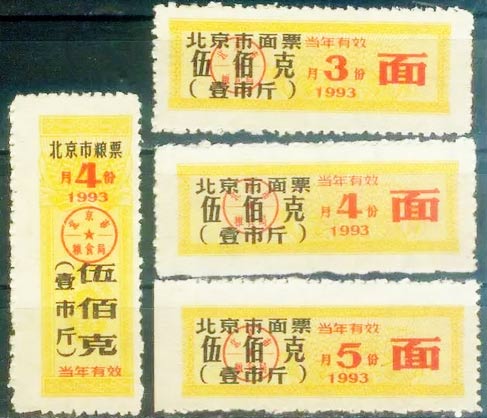 北京市粮票
4月份
1993
北京市
粮食局
伍佰克
(壹市斤)
当年有效
北京市面票 当年有效
伍佰克 3月份 面
(壹市斤) 1993
北京市面票 当年有效
伍佰克 4月份 面
(壹市斤) 1993
北京市面票 当年有效
伍佰克 5月份 面
(壹市斤) 1993